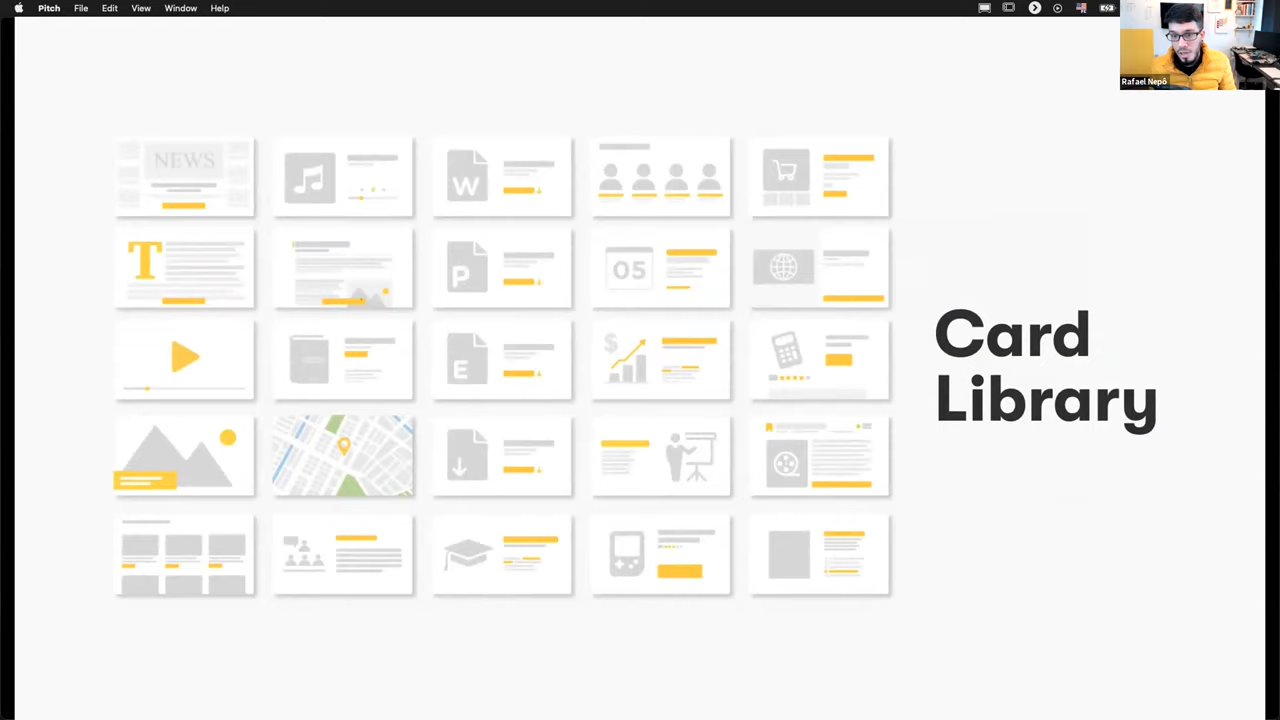 Pitch File Edit View Window Help
Rafael Nepô
NEWS
W
T
P
05
E
$
Card
Library